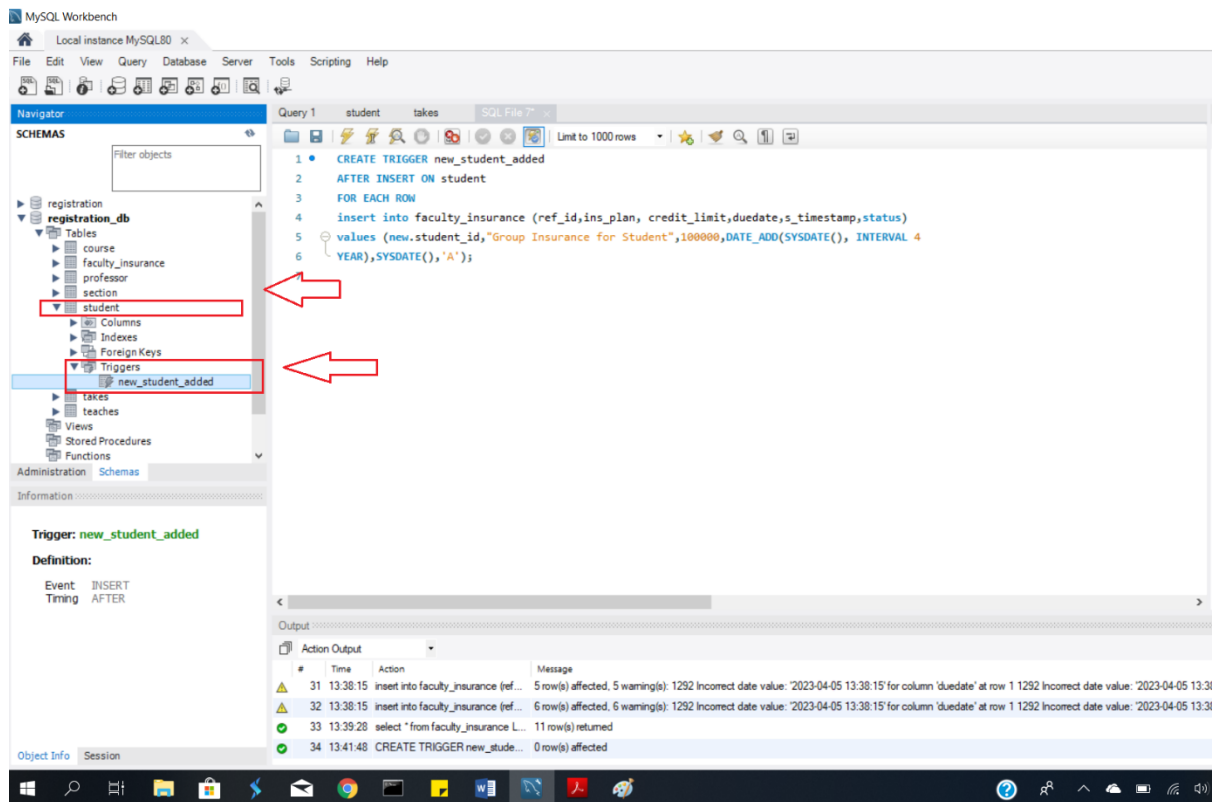 MySQL Workbench
Local instance MySQL80 ×
File Edit View Query Database Server Tools Scripting Help
Navigator
SCHEMAS
Filter objects
registration
registration_db
Tables
course
faculty_insurance
professor
section
student
Columns
Indexes
Foreign Keys
Triggers
new_student_added
takes
teaches
Views
Stored Procedures
Functions
Administration Schemas
Information
Trigger: new_student_added
Definition:
Event INSERT
Timing AFTER
Object Info Session
Query 1 student takes SQL File 7* ×
Limit to 1000 rows
1 CREATE TRIGGER new_student_added
2 AFTER INSERT ON student
3 FOR EACH ROW
4 insert into faculty_insurance (ref_id,ins_plan, credit_limit,duedate,s_timestamp,status)
5 values (new.student_id,"Group Insurance for Student",100000,DATE_ADD(SYSDATE(), INTERVAL 4
6 YEAR),SYSDATE(),'A');
7
Output
Action Output
# Time Action Message
31 13:38:15 insert into faculty_insurance (ref... 5 row(s) affected, 5 warning(s): 1292 Incorrect date value: '2023-04-05 13:38:15' for column 'duedate' at row 1 1292 Incorrect date value: '2023-04-05 13:38
32 13:38:15 insert into faculty_insurance (ref... 6 row(s) affected, 6 warning(s): 1292 Incorrect date value: '2023-04-05 13:38:15' for column 'duedate' at row 1 1292 Incorrect date value: '2023-04-05 13:38
33 13:39:28 select * from faculty_insurance L... 11 row(s) returned
34 13:41:48 CREATE TRIGGER new_stude... 0 row(s) affected